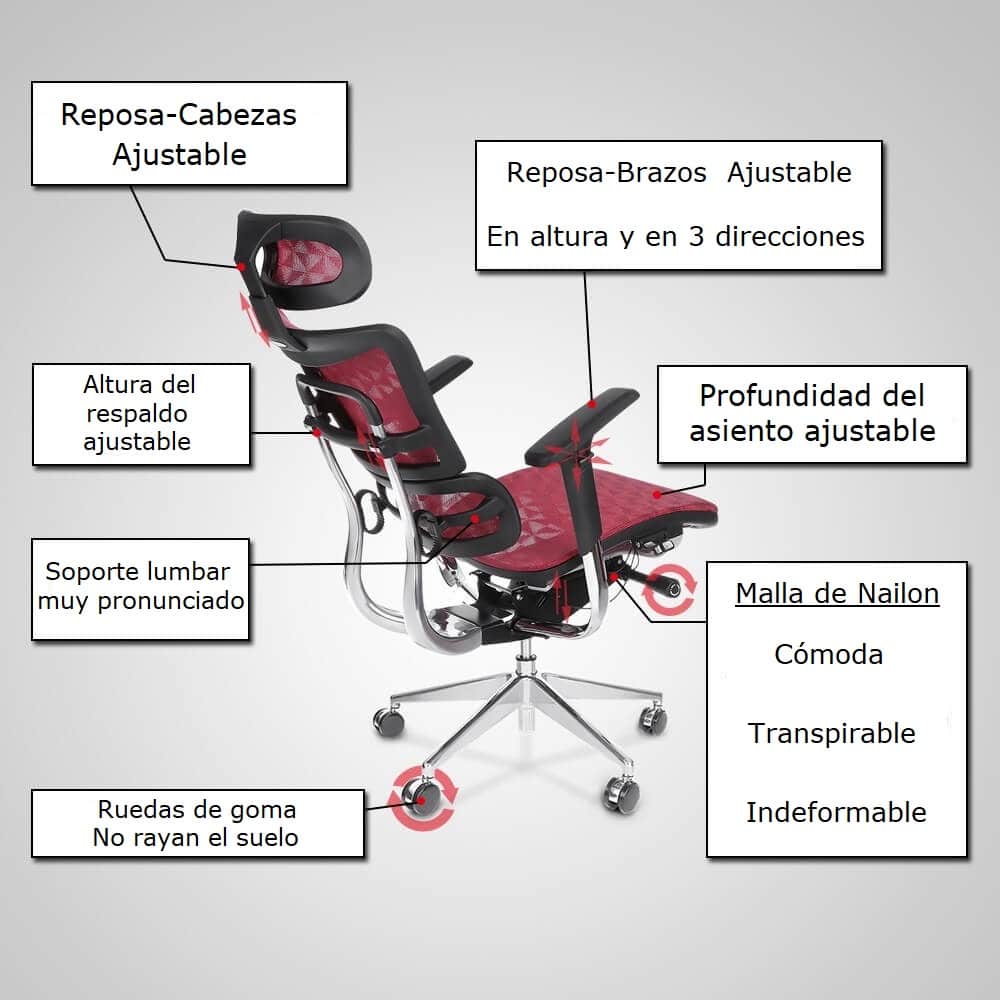 Reposa-Cabezas
Ajustable
Reposa-Brazos Ajustable
En altura y en 3 direcciones
Altura del
respaldo
ajustable
Profundidad del
asiento ajustable
Soporte lumbar
muy pronunciado
Malla de Nailon
Cómoda
Transpirable
Indeformable
Ruedas de goma
No rayan el suelo